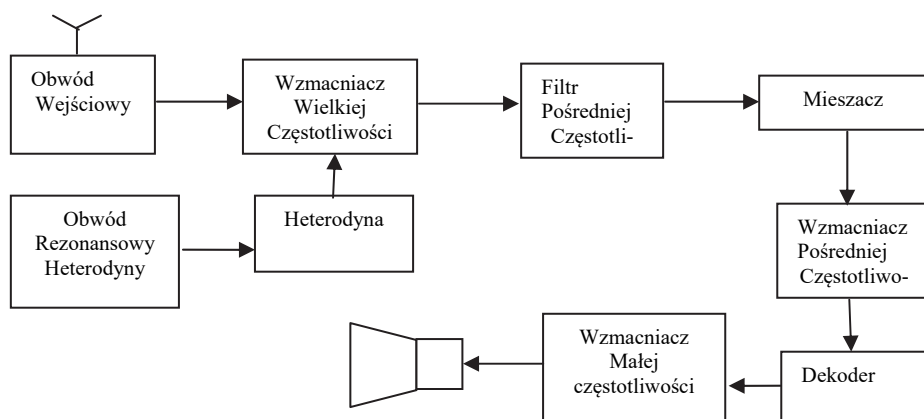 Obwód
Wejściowy
Wzmacniacz
Wielkiej
Częstotliwości
Filtr
Pośredniej
Częstotli-
Mieszacz
Obwód
Rezonansowy
Heterodyny
Heterodyna
Wzmacniacz
Pośredniej
Częstotliwo-
Wzmacniacz
Małej
częstotliwości
Dekoder